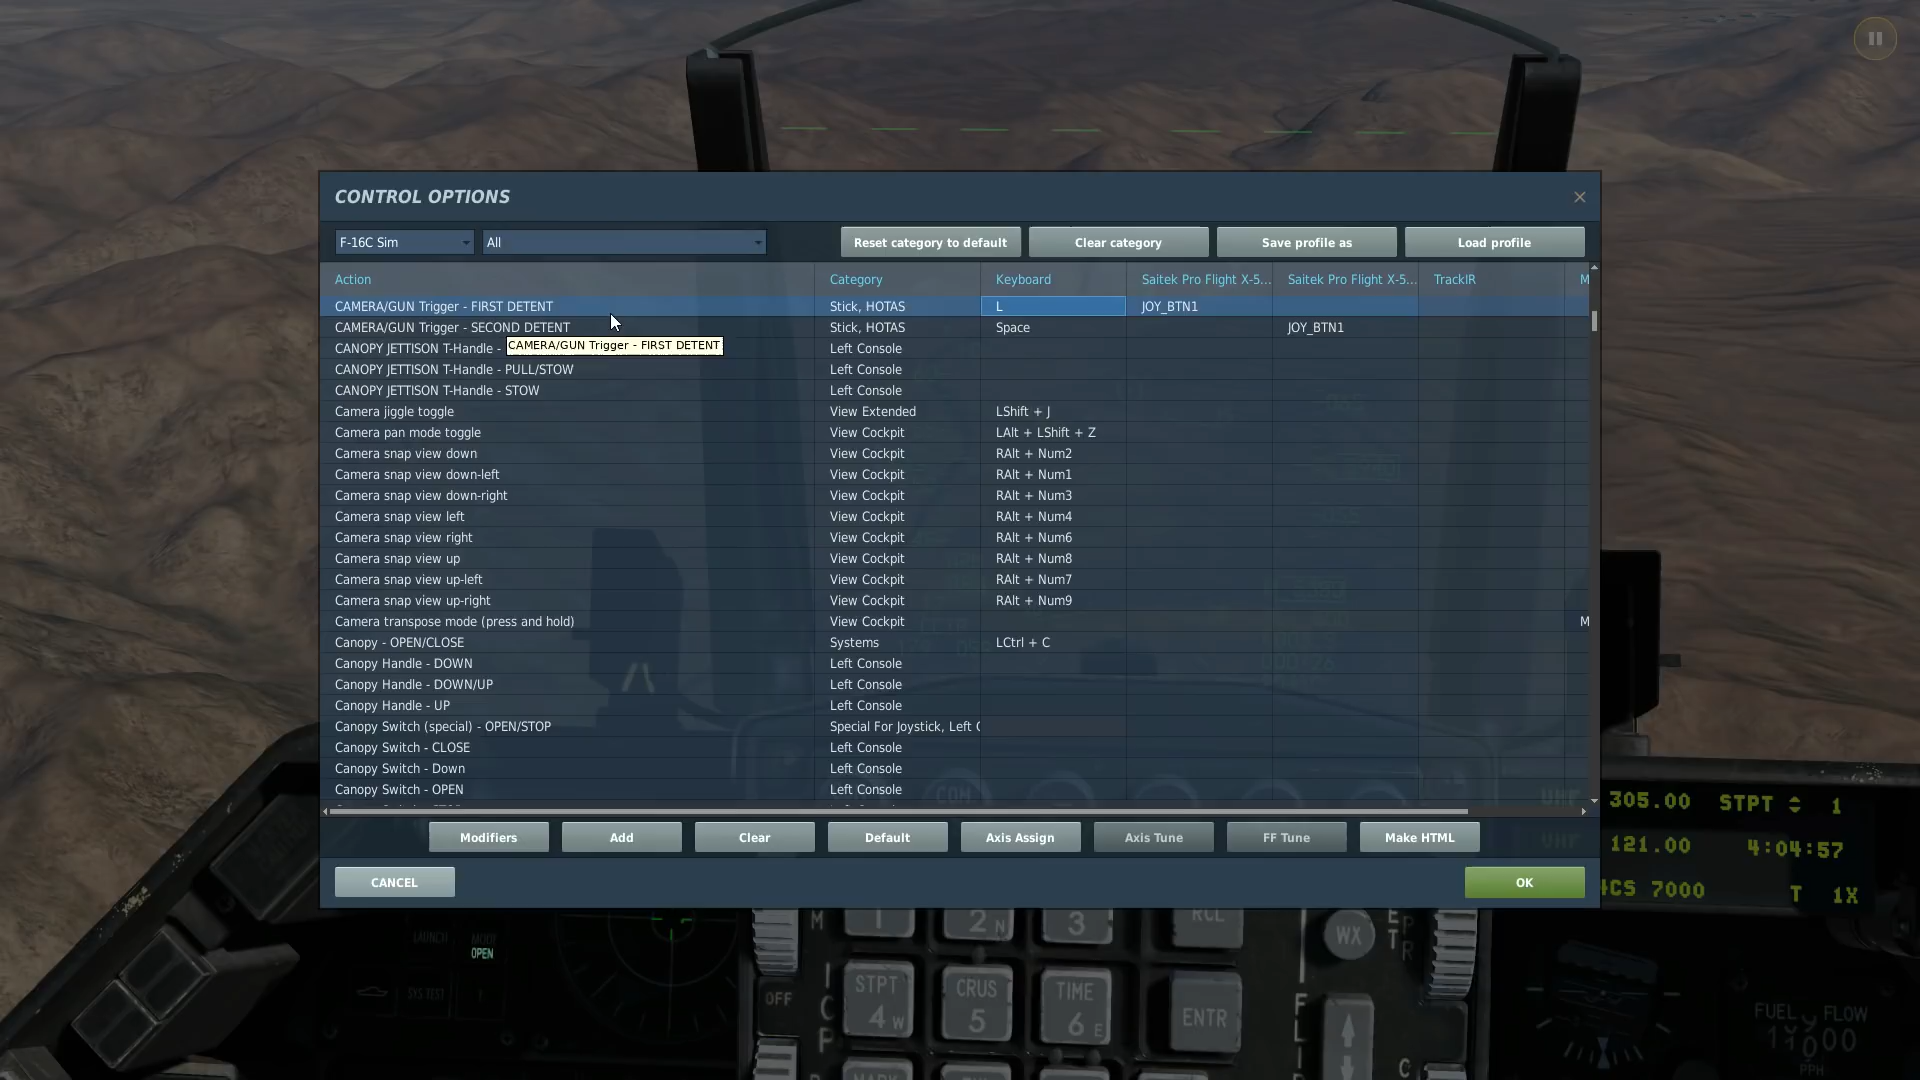 CONTROL OPTIONS
F-16C Sim All Reset category to default Clear category Save profile as Load profile
Action Category Keyboard Saitek Pro Flight X-5... Saitek Pro Flight X-5... TrackIR M
CAMERA/GUN Trigger - FIRST DETENT Stick, HOTAS L JOY_BTN1
CAMERA/GUN Trigger - SECOND DETENT Stick, HOTAS Space JOY_BTN1
CANOPY JETTISON T-Handle - Left Console
CAMERA/GUN Trigger - FIRST DETENT
CANOPY JETTISON T-Handle - PULL/STOW Left Console
CANOPY JETTISON T-Handle - STOW Left Console
Camera jiggle toggle View Extended LShift + J
Camera pan mode toggle View Cockpit LAlt + LShift + Z
Camera snap view down View Cockpit RAlt + Num2
Camera snap view down-left View Cockpit RAlt + Num1
Camera snap view down-right View Cockpit RAlt + Num3
Camera snap view left View Cockpit RAlt + Num4
Camera snap view right View Cockpit RAlt + Num6
Camera snap view up View Cockpit RAlt + Num8
Camera snap view up-left View Cockpit RAlt + Num7
Camera snap view up-right View Cockpit RAlt + Num9
Camera transpose mode (press and hold) View Cockpit M
Canopy - OPEN/CLOSE Systems LCtrl + C
Canopy Handle - DOWN Left Console
Canopy Handle - DOWN/UP Left Console
Canopy Handle - UP Left Console
Canopy Switch (special) - OPEN/STOP Special For Joystick, Left C
Canopy Switch - CLOSE Left Console
Canopy Switch - Down Left Console
Canopy Switch - OPEN Left Console
Modifiers Add Clear Default Axis Assign Axis Tune FF Tune Make HTML
CANCEL OK
305.00 STPT 1
121.00 4:04:57
7000 T 1X
LAUNCH MODE
OPEN
SYS TEST
OFF
1 2 N 3 RCL
STPT 4 W CRUS 5 TIME 6 E ENTR
WX
FUEL FLOW
PPH